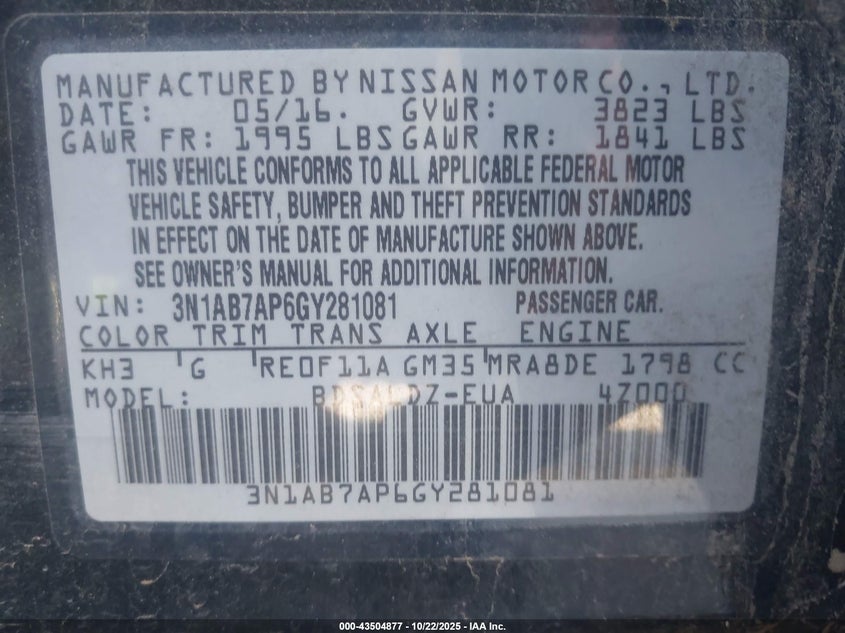 MANUFACTURED BY NISSAN MOTOR CO., LTD.
DATE: 05/16. GVWR: 3823 LBS
GAWR FR: 1995 LBS GAWR RR: 1841 LBS
THIS VEHICLE CONFORMS TO ALL APPLICABLE FEDERAL MOTOR
VEHICLE SAFETY, BUMPER AND THEFT PREVENTION STANDARDS
IN EFFECT ON THE DATE OF MANUFACTURE SHOWN ABOVE.
SEE OWNER'S MANUAL FOR ADDITIONAL INFORMATION.
VIN: 3N1AB7AP6GY281081 PASSENGER CAR.
COLOR TRIM TRANS AXLE ENGINE
KH3 'G 'RE0F11A GM35 'MRA8DE 1798 CC
MODEL: 4Z000
3N1AB7AP6GY281081
000-43504877 - 10/22/2025 - IAA Inc.